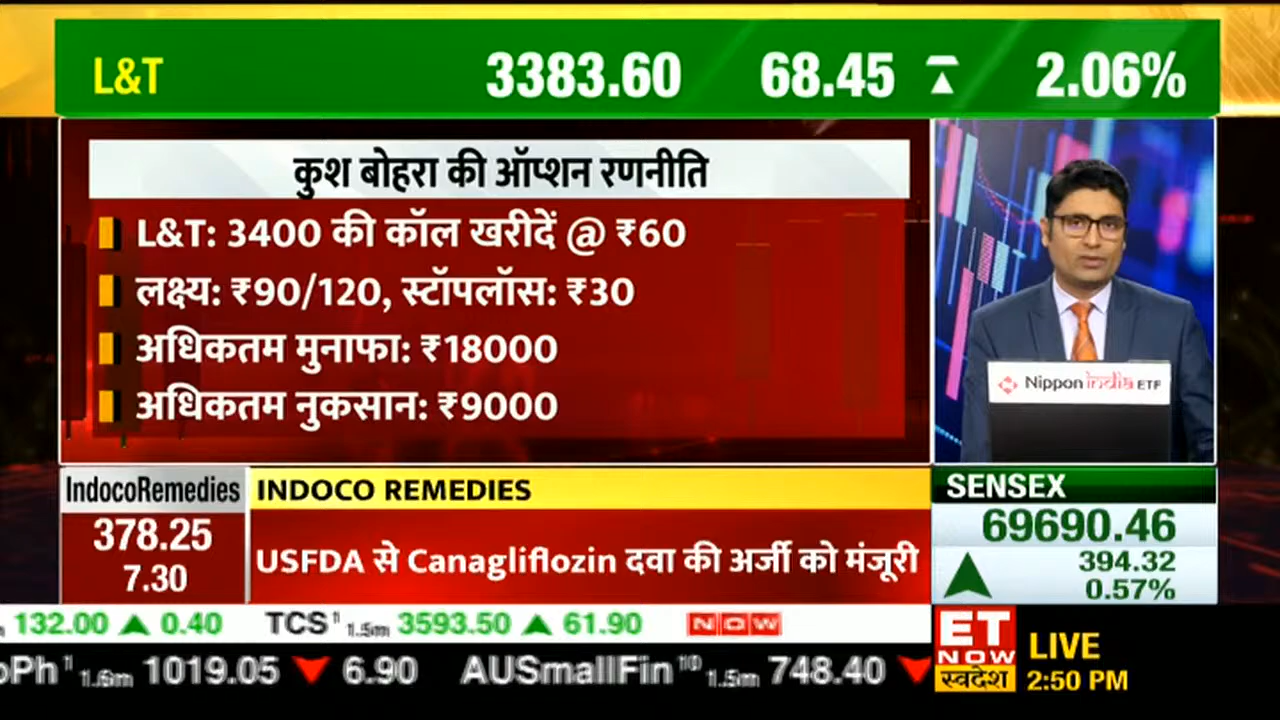 L&T 3383.60 68.45 2.06%
कुश बोहरा की ऑप्शन रणनीति
L&T: 3400 की कॉल खरीदें @ ₹60
लक्ष्य: ₹90/120, स्टॉपलॉस: ₹30
अधिकतम मुनाफा: ₹18000
अधिकतम नुकसान: ₹9000
Nippon india ETF
IndocoRemedies
378.25
7.30
INDOCO REMEDIES
USFDA से Canagliflozin दवा की अर्जी को मंजूरी
SENSEX
69690.46
394.32
0.57%
132.00 ▲ 0.40 TCS 1.5m 3593.50 ▲ 61.90 NOW
oPh 1.6m 1019.05 ▼ 6.90 AUSmallFin 1.5m 748.40 ▼
ET
NOW
स्वदेश
LIVE
2:50 PM